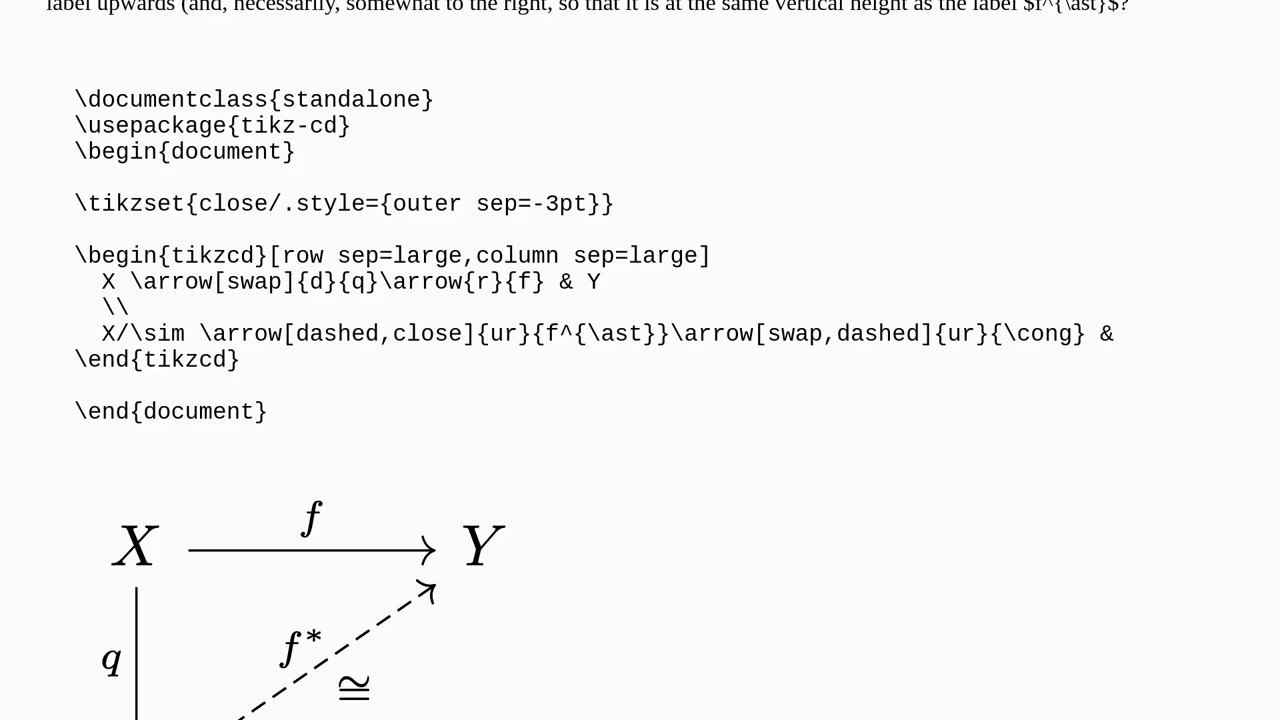 label upwards (and, necessarily, somewhat to the right, so that it is at the same vertical height as the label $f^{\ast}$?
\documentclass{standalone}
\usepackage{tikz-cd}
\begin{document}
\tikzset{close/.style={outer sep=-3pt}}
\begin{tikzcd}[row sep=large,column sep=large]
  X \arrow[swap]{d}{q}\arrow{r}{f} & Y
  \\
  X/\sim \arrow[dashed,close]{ur}{f^{\ast}}\arrow[swap,dashed]{ur}{\cong} &
\end{tikzcd}
\end{document}
f
X Y
f*
q
≅